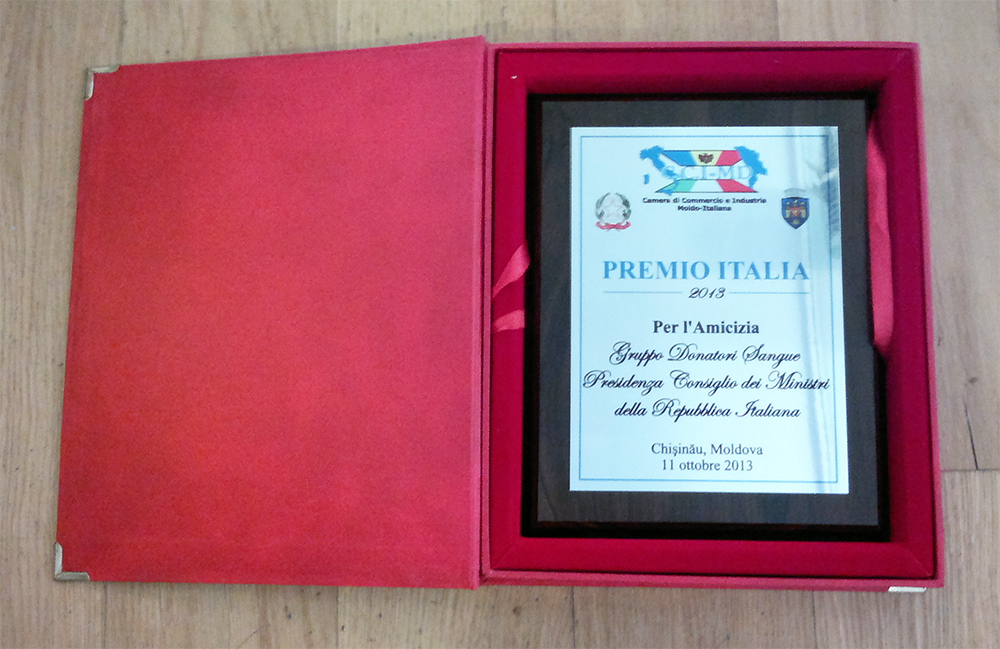 C.C.I-MD
Camera di Commercio e Industria
Moldo-Italiana
PREMIO ITALIA
2013
Per l'Amicizia
Gruppo Donatori Sangue
Presidenza Consiglio dei Ministri
della Repubblica Italiana
Chişinău, Moldova
11 ottobre 2013